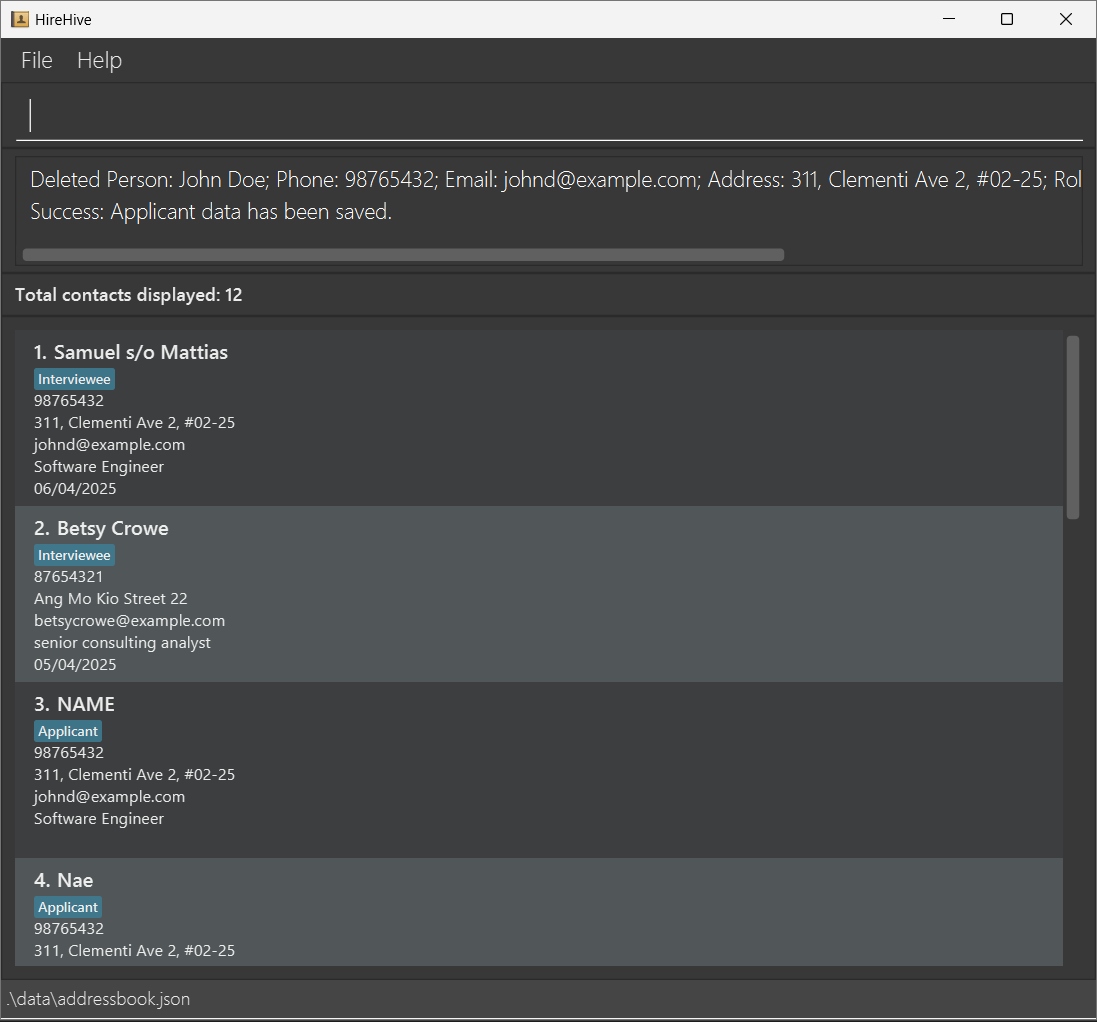 HireHive
File Help
Deleted Person: John Doe; Phone: 98765432; Email: johnd@example.com; Address: 311, Clementi Ave 2, #02-25; Rol
Success: Applicant data has been saved.
Total contacts displayed: 12
1. Samuel s/o Mattias
Interviewee
98765432
311, Clementi Ave 2, #02-25
johnd@example.com
Software Engineer
06/04/2025
2. Betsy Crowe
Interviewee
87654321
Ang Mo Kio Street 22
betsycrowe@example.com
senior consulting analyst
05/04/2025
3. NAME
Applicant
98765432
311, Clementi Ave 2, #02-25
johnd@example.com
Software Engineer
4. Nae
Applicant
98765432
311, Clementi Ave 2, #02-25
.\data\addressbook.json